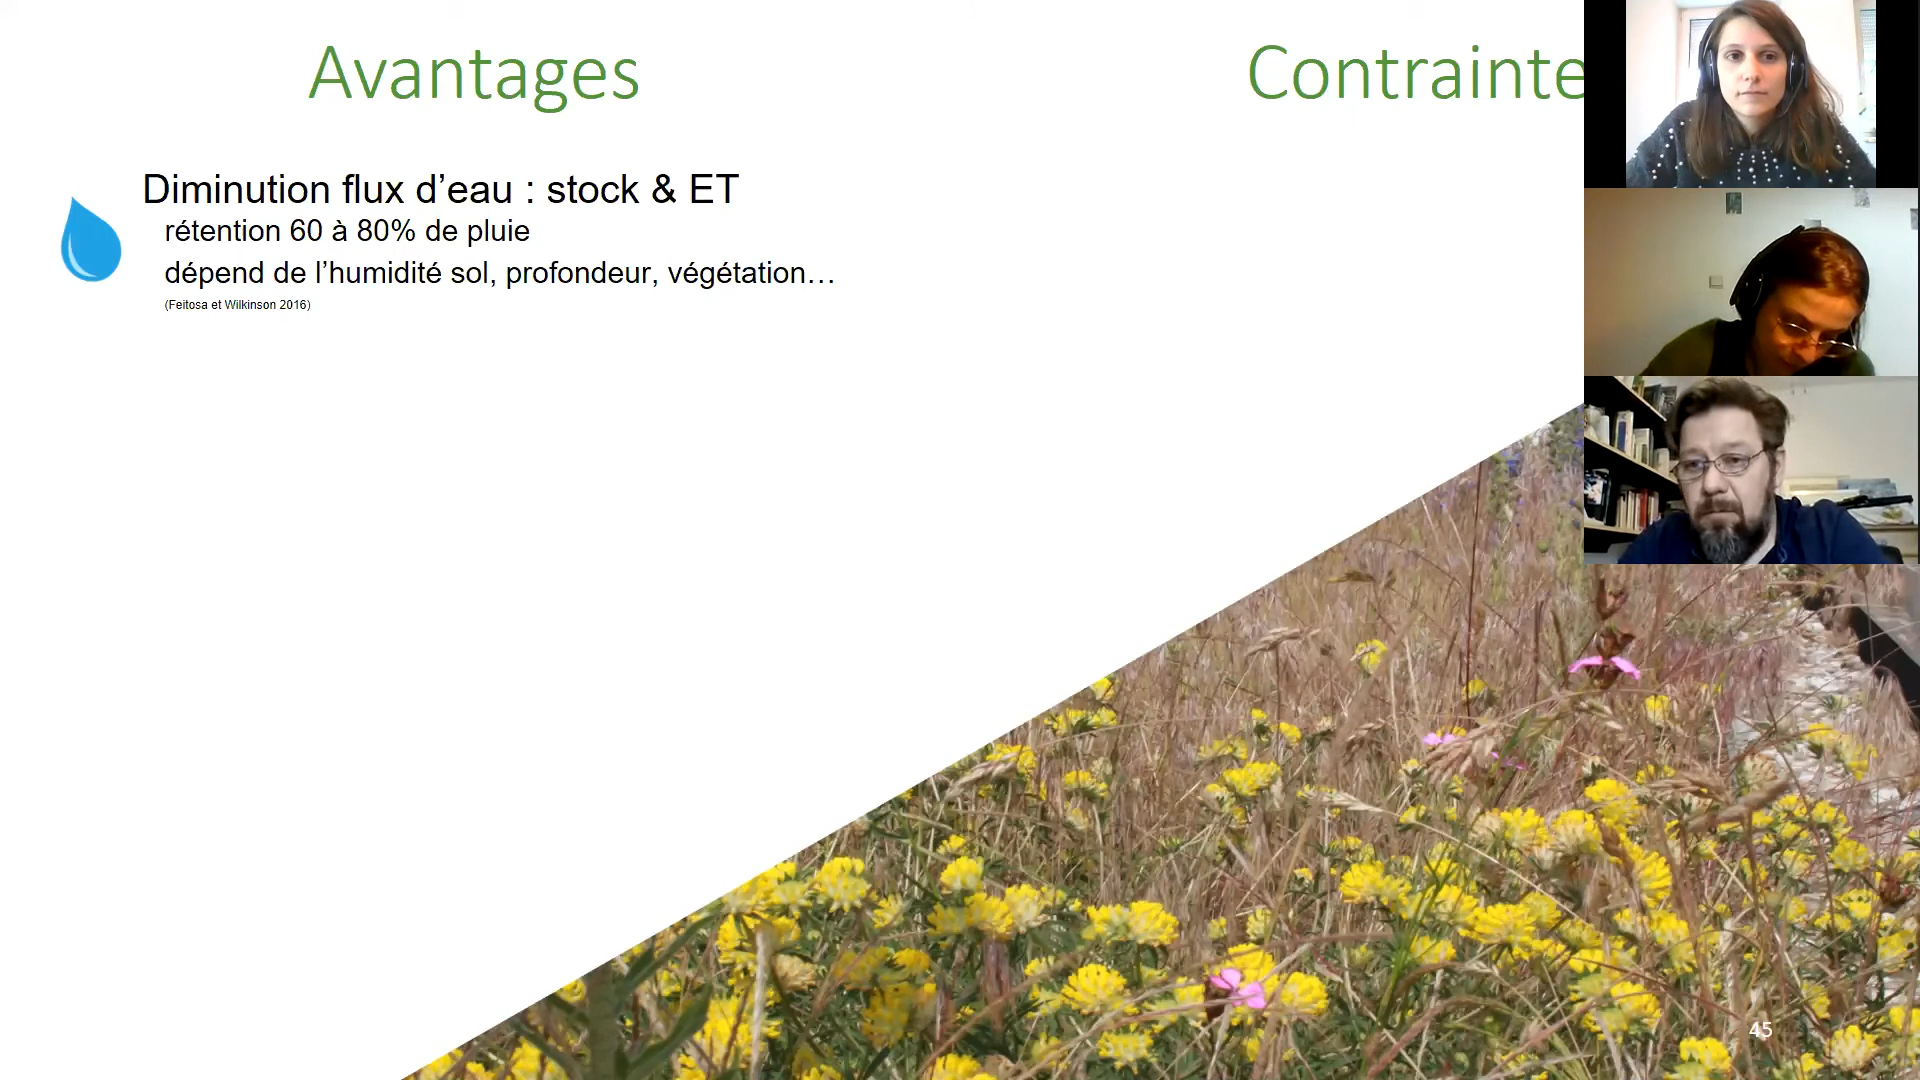 Avantages
Contrainte
Diminution flux d’eau : stock & ET
rétention 60 à 80% de pluie
dépend de l’humidité sol, profondeur, végétation…
(Feitosa et Wilkinson 2016)
45